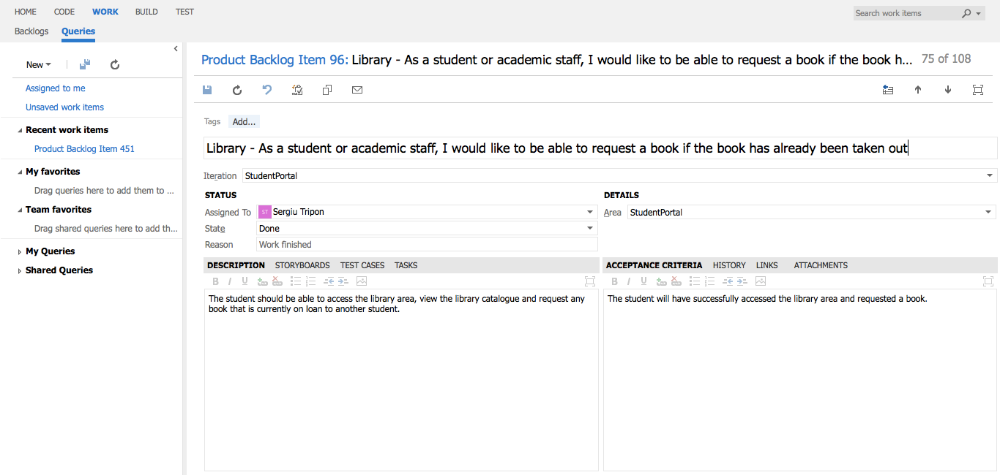 HOME CODE WORK BUILD TEST
Search work items
Backlogs Queries
New
Assigned to me
Unsaved work items
Recent work items
Product Backlog Item 451
My favorites
Drag queries here to add them to ...
Team favorites
Drag shared queries here to add th...
My Queries
Shared Queries
Product Backlog Item 96: Library - As a student or academic staff, I would like to be able to request a book if the book h... 75 of 108
Tags Add...
Library - As a student or academic staff, I would like to be able to request a book if the book has already been taken out
Iteration StudentPortal
STATUS
Assigned To ST Sergiu Tripon
State Done
Reason Work finished
DETAILS
Area StudentPortal
DESCRIPTION STORYBOARDS TEST CASES TASKS
B I U
The student should be able to access the library area, view the library catalogue and request any
book that is currently on loan to another student.
ACCEPTANCE CRITERIA HISTORY LINKS ATTACHMENTS
B I U
The student will have successfully accessed the library area and requested a book.